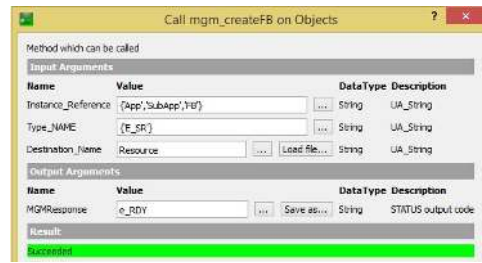 Call mgm_createFB on Objects ? ×
Method which can be called
Input Arguments
Name Value DataType Description
Instance_Reference {'App','SubApp','FB'} ... String UA_String
Type_NAME {'E_SR'} ... String UA_String
Destination_Name Resource ... Load file... String UA_String
Output Arguments
Name Value DataType Description
MGMResponse e_RDY ... Save as... String STATUS output code
Result
Succeeded